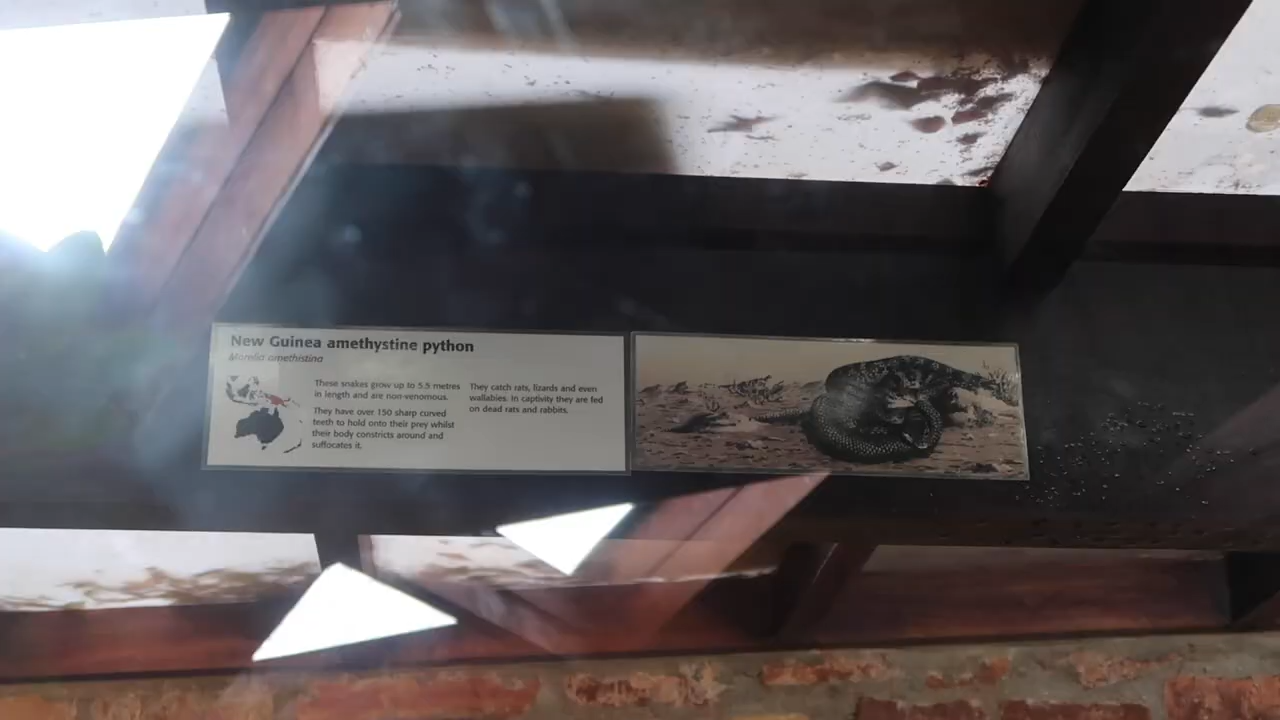 New Guinea amethystine python
Morelia amethistina
These snakes grow up to 5.5 metres
in length and are non-venomous.
They have over 150 sharp curved
teeth to hold onto their prey whilst
their body constricts around and
suffocates it.
They catch rats, lizards and even
wallabies. In captivity they are fed
on dead rats and rabbits.